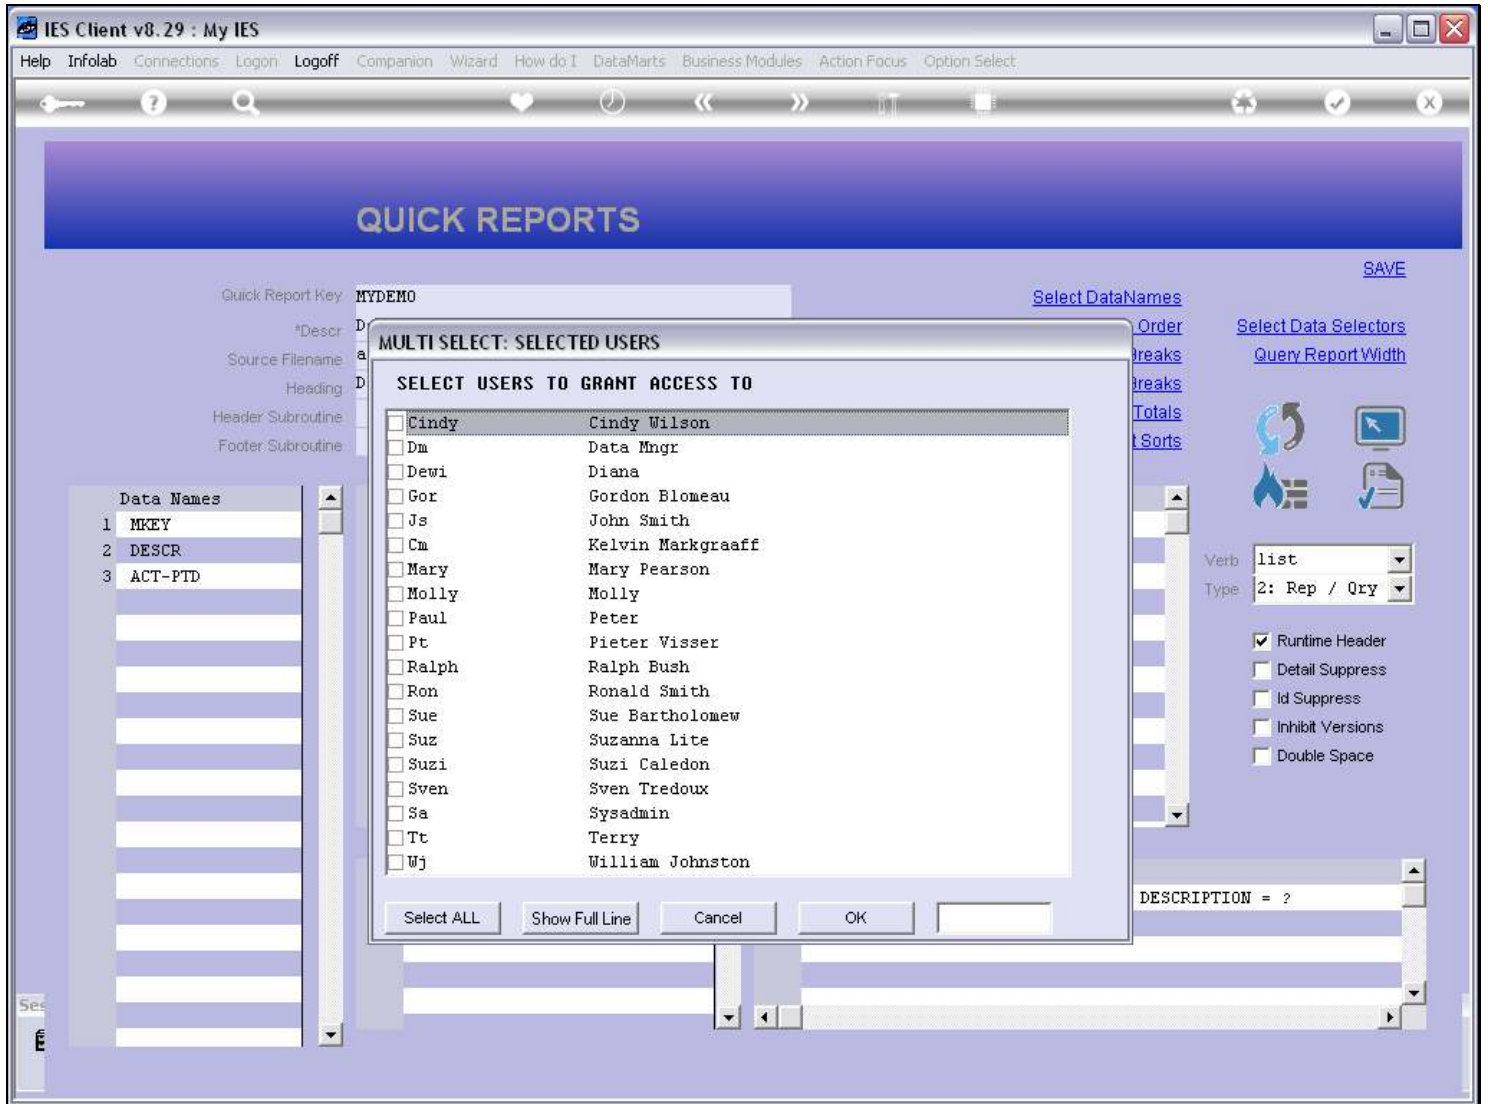 IES Client v8.29 : My IES
Help Infolab Connections Logon Logoff Companion Wizard How do I DataMarts Business Modules Action Focus Option Select
QUICK REPORTS
SAVE
Quick Report Key MYDEMO
Select DataNames
*Descr
Order
Select Data Selectors
Source Filename a
Breaks
Query Report Width
Heading D
Breaks
Header Subroutine
Totals
Footer Subroutine
Sorts
MULTI SELECT: SELECTED USERS
SELECT USERS TO GRANT ACCESS TO
Cindy Cindy Wilson
Dm Data Mngr
Dewi Diana
Gor Gordon Blomeau
Js John Smith
Cm Kelvin Markgraaff
Mary Mary Pearson
Molly Molly
Paul Peter
Pt Pieter Visser
Ralph Ralph Bush
Ron Ronald Smith
Sue Sue Bartholomew
Suz Suzanna Lite
Suzi Suzi Caledon
Sven Sven Tredoux
Sa Sysadmin
Tt Terry
Wj William Johnston
Select ALL Show Full Line Cancel OK
Data Names
1 MKEY
2 DESCR
3 ACT-PTD
Verb list
Type 2: Rep / Qry
Runtime Header
Detail Suppress
Id Suppress
Inhibit Versions
Double Space
DESCRIPTION = ?
Ses